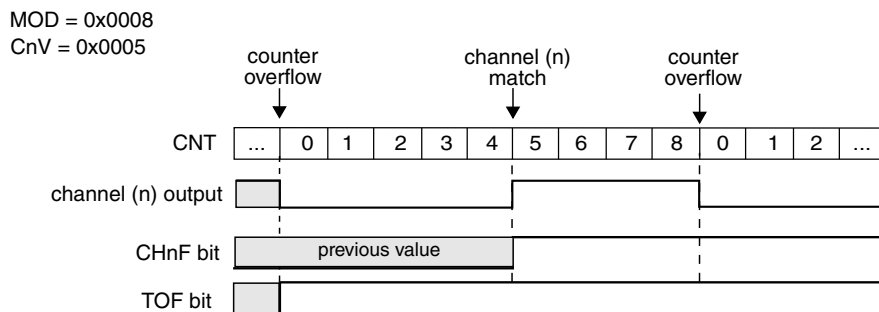 MOD = 0x0008
CnV = 0x0005
counter
overflow
channel (n)
match
counter
overflow
CNT ... 0 1 2 3 4 5 6 7 8 0 1 2 ...
channel (n) output
CHnF bit previous value
TOF bit